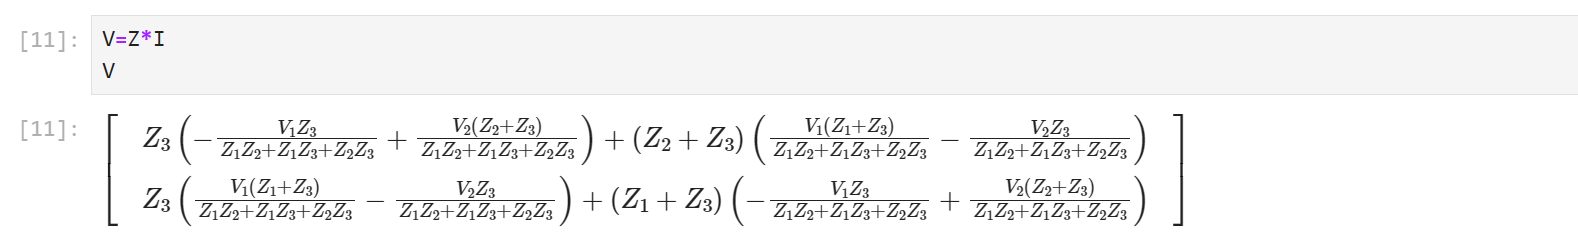 [11]: V=Z*I
V
[11]: [ Z₃ (− V₁Z₃ / Z₁Z₂+Z₁Z₃+Z₂Z₃ + V₂(Z₂+Z₃) / Z₁Z₂+Z₁Z₃+Z₂Z₃) + (Z₂ + Z₃) (V₁(Z₁+Z₃) / Z₁Z₂+Z₁Z₃+Z₂Z₃ − V₂Z₃ / Z₁Z₂+Z₁Z₃+Z₂Z₃)
Z₃ (V₁(Z₁+Z₃) / Z₁Z₂+Z₁Z₃+Z₂Z₃ − V₂Z₃ / Z₁Z₂+Z₁Z₃+Z₂Z₃) + (Z₁ + Z₃) (− V₁Z₃ / Z₁Z₂+Z₁Z₃+Z₂Z₃ + V₂(Z₂+Z₃) / Z₁Z₂+Z₁Z₃+Z₂Z₃) ]